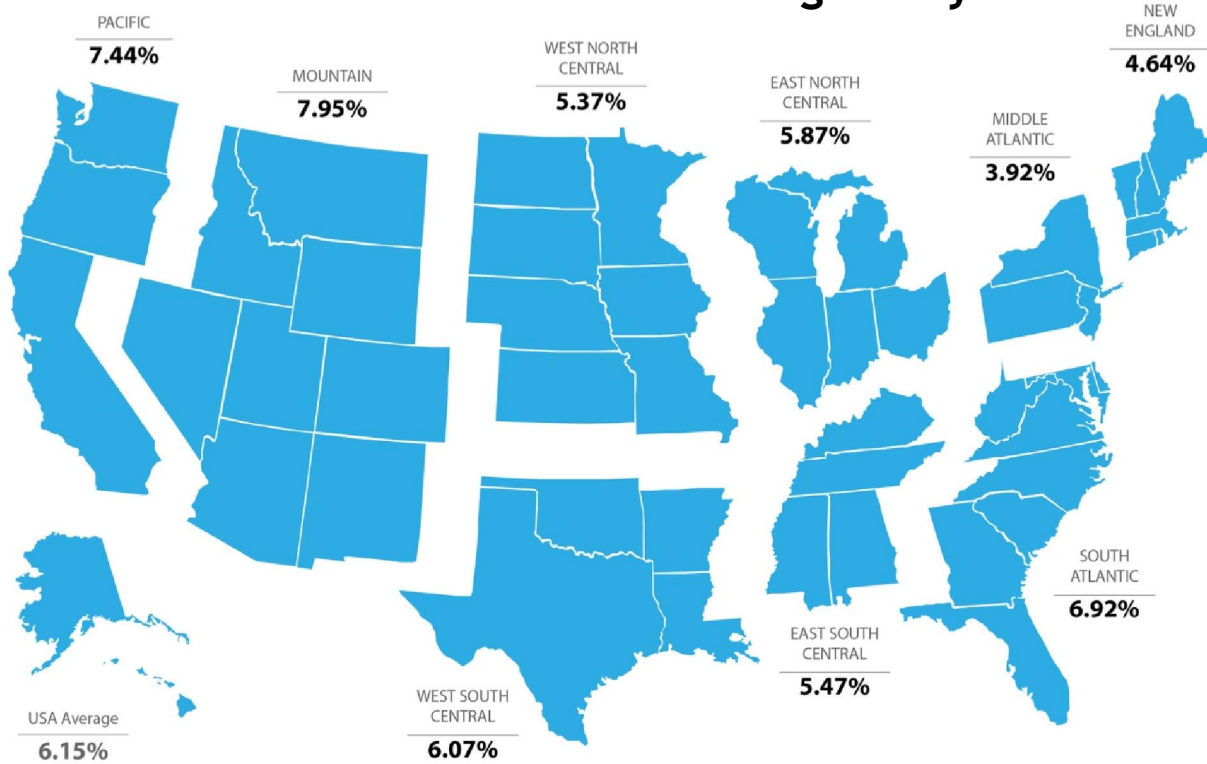 PACIFIC
7.44%
MOUNTAIN
7.95%
WEST NORTH
CENTRAL
5.37%
EAST NORTH
CENTRAL
5.87%
MIDDLE
ATLANTIC
3.92%
NEW
ENGLAND
4.64%
SOUTH
ATLANTIC
6.92%
EAST SOUTH
CENTRAL
5.47%
WEST SOUTH
CENTRAL
6.07%
USA Average
6.15%